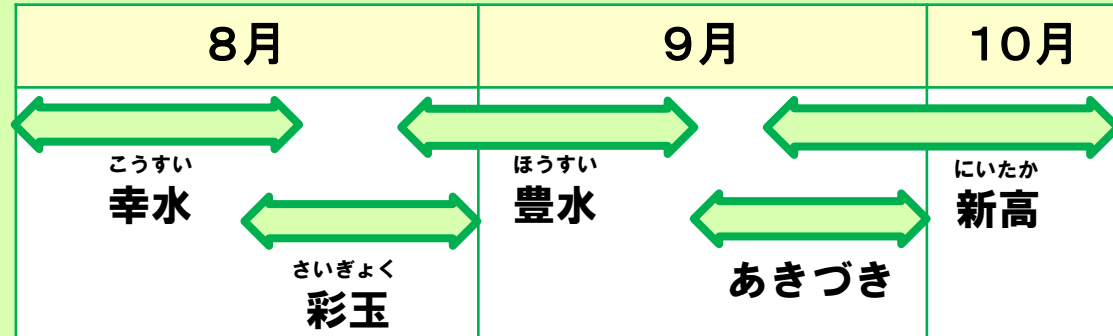 8月 9月 10月
こうすい ほうすい にいたか
幸水 豊水 新高
さいぎょく
彩玉 あきづき